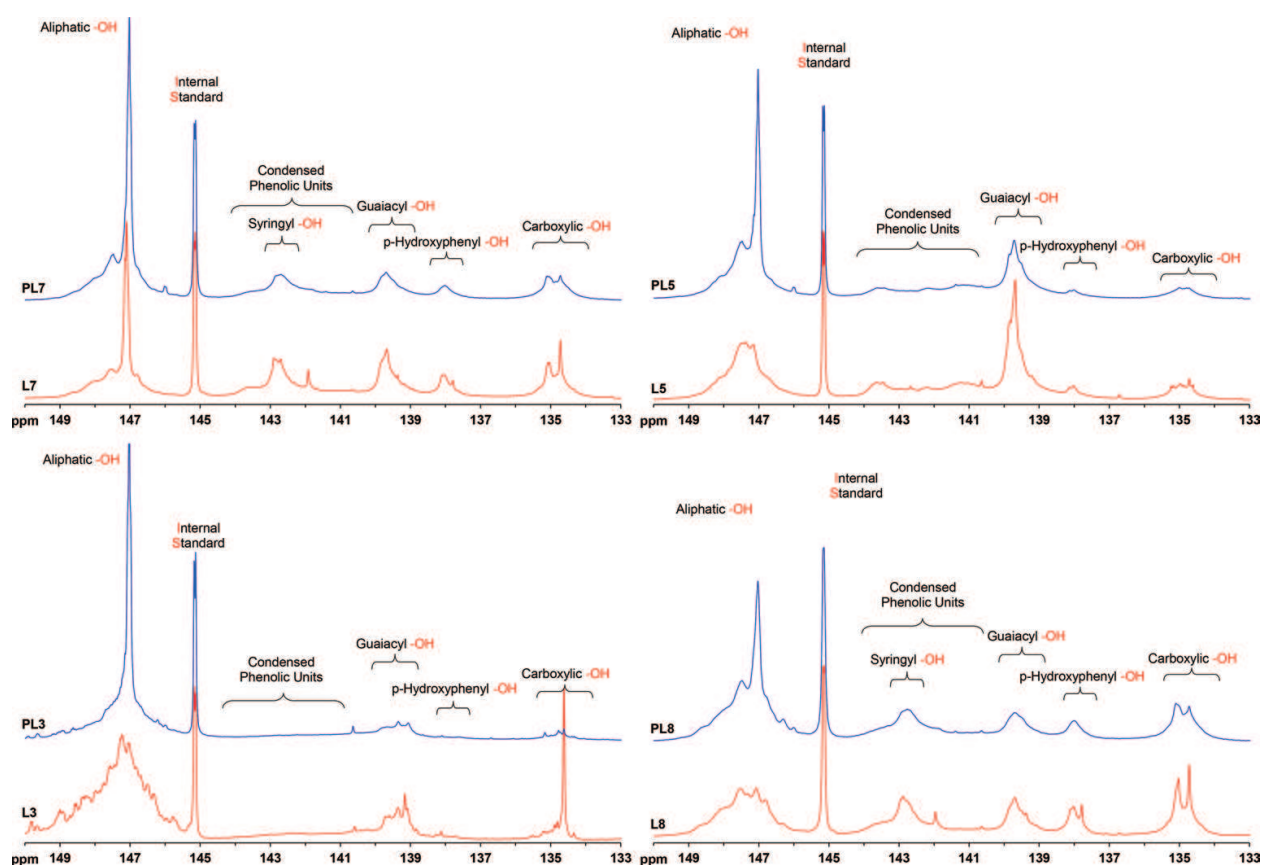 Aliphatic -OH
Internal
Standard
Condensed
Phenolic Units
Syringyl -OH
Guaiacyl -OH
p-Hydroxyphenyl -OH
Carboxylic -OH
PL7
L7
ppm 149 147 145 143 141 139 137 135 133
Aliphatic -OH
Internal
Standard
Condensed
Phenolic Units
Guaiacyl -OH
p-Hydroxyphenyl -OH
Carboxylic -OH
PL5
L5
ppm 149 147 145 143 141 139 137 135 133
Aliphatic -OH
Internal
Standard
Condensed
Phenolic Units
Guaiacyl -OH
p-Hydroxyphenyl -OH
Carboxylic -OH
PL3
L3
ppm 149 147 145 143 141 139 137 135 133
Aliphatic -OH
Internal
Standard
Condensed
Phenolic Units
Syringyl -OH
Guaiacyl -OH
p-Hydroxyphenyl -OH
Carboxylic -OH
PL8
L8
ppm 149 147 145 143 141 139 137 135 133